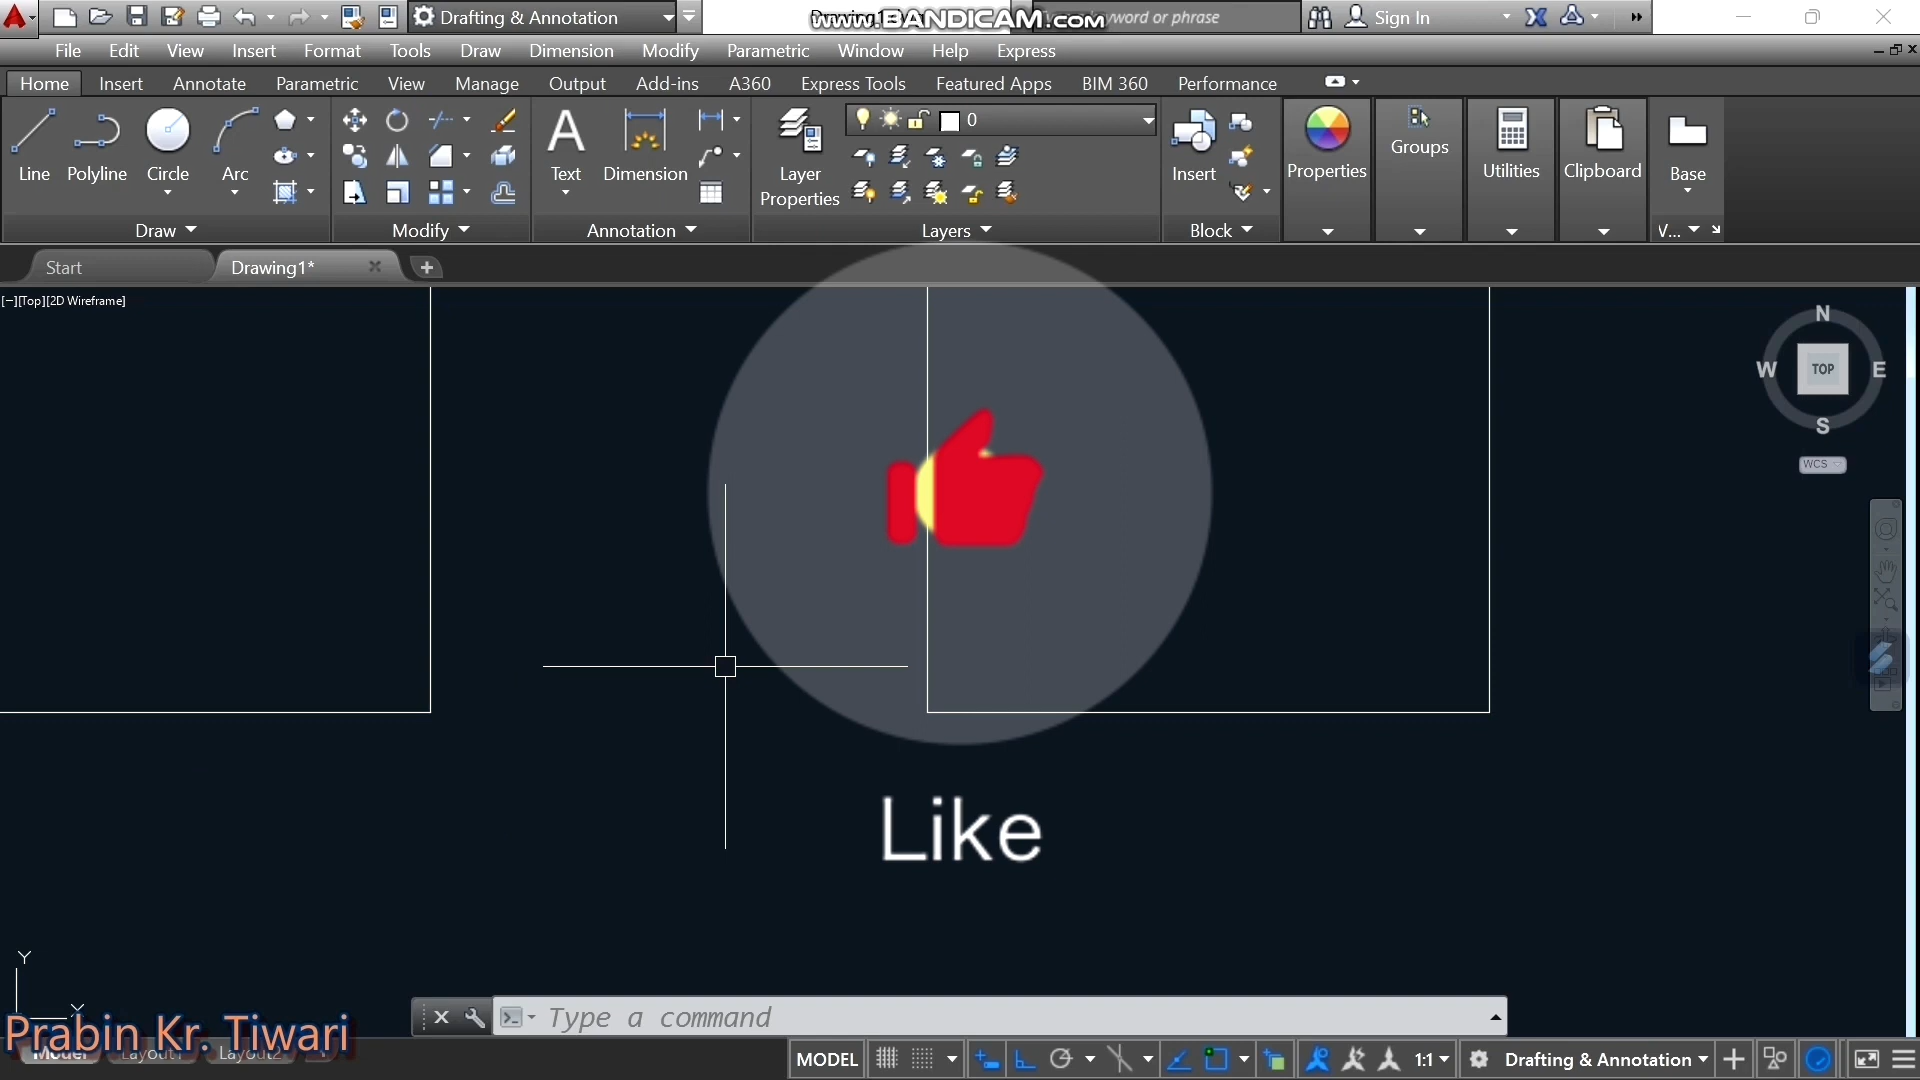 Drafting & Annotation
www.BANDICAM.com
word or phrase
Sign In
File Edit View Insert Format Tools Draw Dimension Modify Parametric Window Help Express
Home Insert Annotate Parametric View Manage Output Add-ins A360 Express Tools Featured Apps BIM 360 Performance
0
Line Polyline Circle Arc
Text Dimension
Layer Properties
Insert
Properties
Groups
Utilities
Clipboard
Base
Draw Modify Annotation Layers Block V...
Start Drawing1*
[−][Top][2D Wireframe]
N
W TOP E
S
WCS
Like
Y
X
Type a command
Prabin Kr. Tiwari
Model Layout1 Layout2
MODEL 1:1 Drafting & Annotation